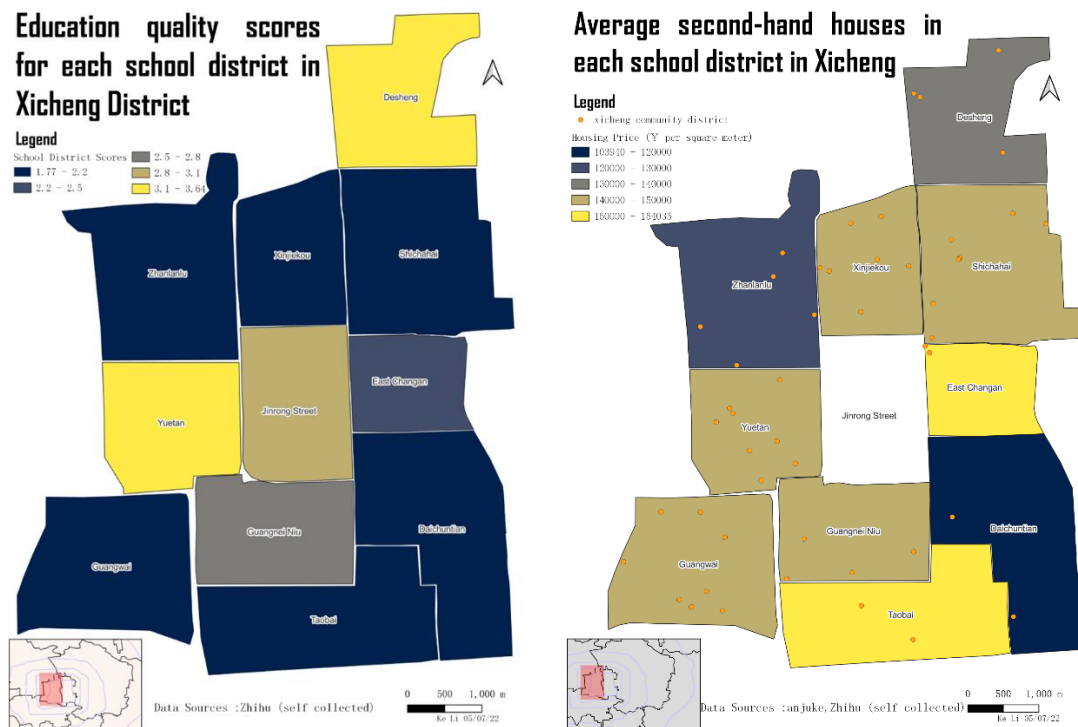 Education quality scores
for each school district in
Xicheng District
Legend
School District Scores
1.77 - 2.2
2.2 - 2.5
2.5 - 2.8
2.8 - 3.1
3.1 - 3.64
Desheng
Zhanlanlu
Xinjiekou
Shichahai
East Changan
Yuetan
Jinrong Street
Guangnei Niu
Daichuntian
Guangwai
Taobai
0 500 1,000 m
Data Sources :Zhihu (self collected)
Ke Li 05/07/22
Average second-hand houses in
each school district in Xicheng
Legend
xicheng community district
Housing Price (Y per square meter)
103940 - 120000
120000 - 130000
130000 - 140000
140000 - 150000
150000 - 154035
Desheng
Zhanlanlu
Xinjiekou
Shichahai
East Changan
Jinrong Street
Yuetan
Guangnei Niu
Daichuntian
Guangwai
Taobai
0 500 1,000 m
Data Sources :anjuke,Zhihu (self collected)
Ke Li 05/07/22